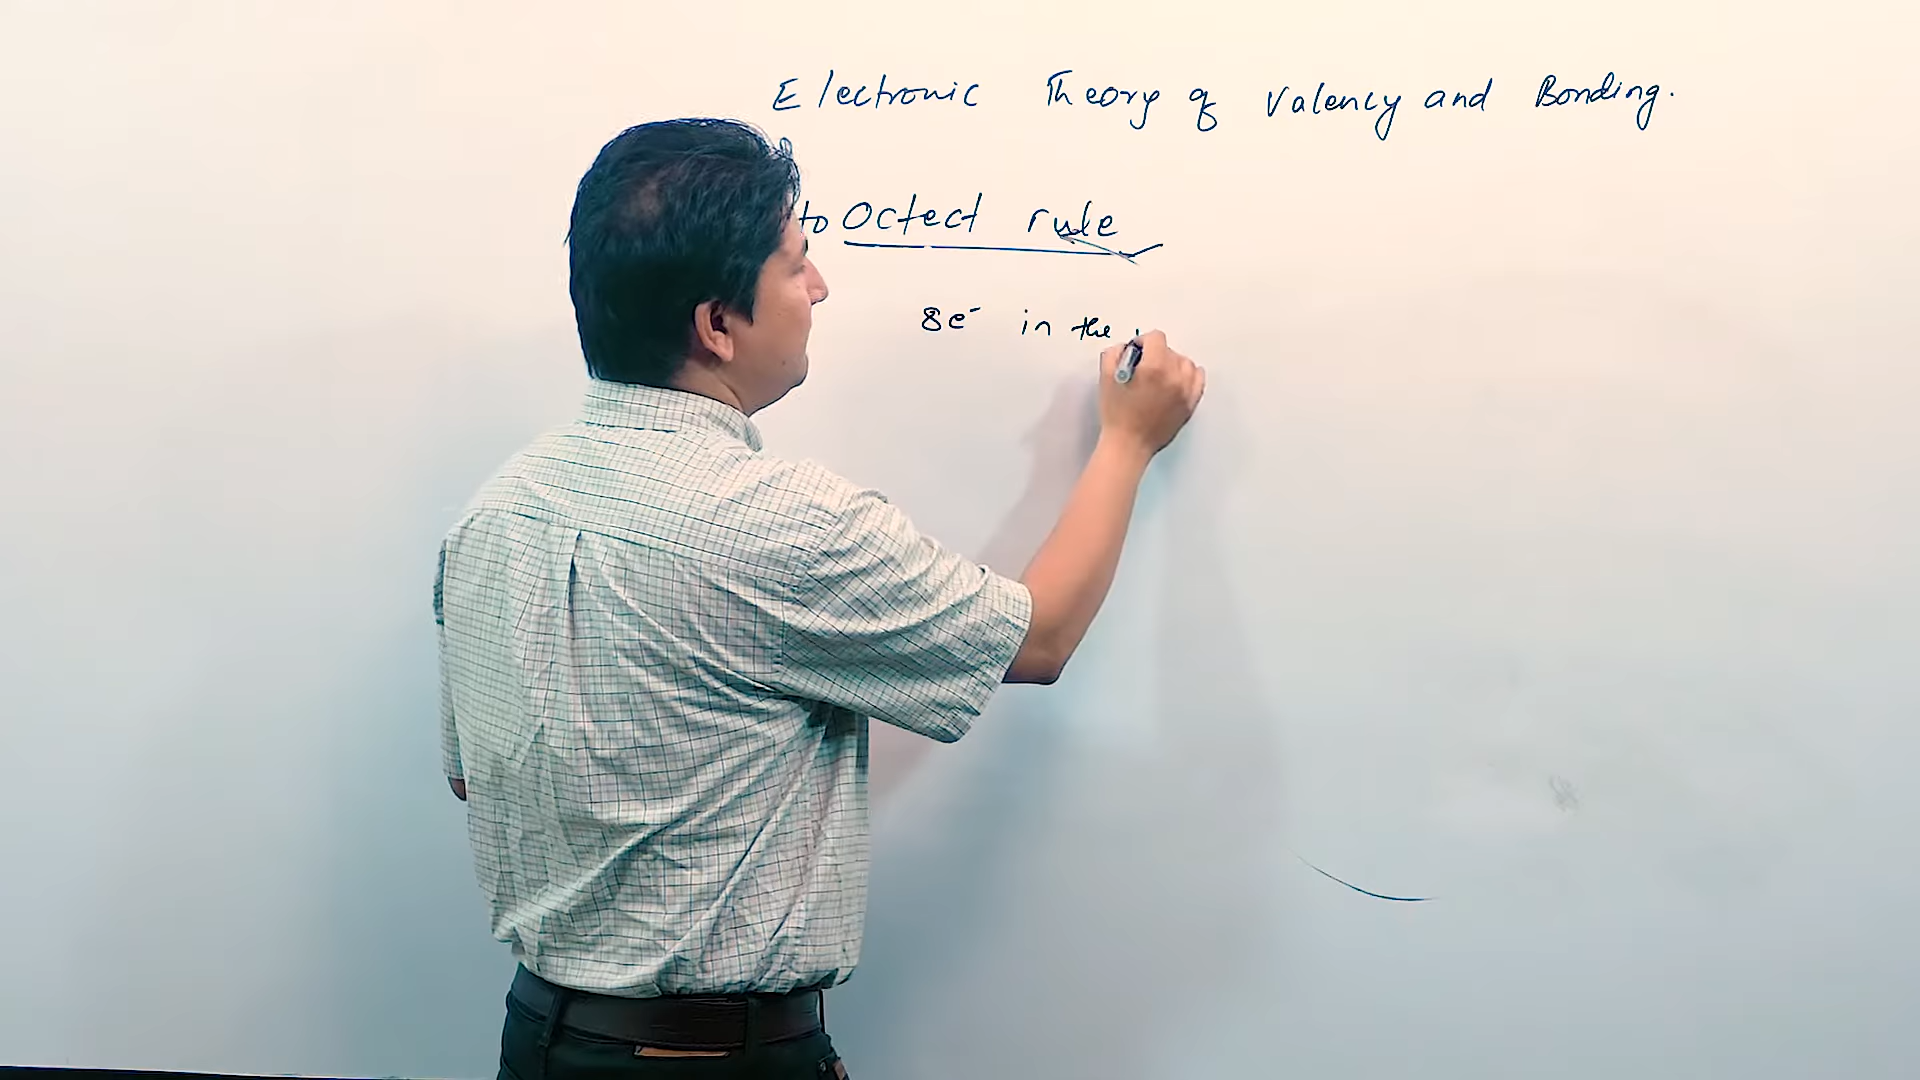 Electronic Theory of Valency and Bonding.
to Octect rule
8e⁻ in the